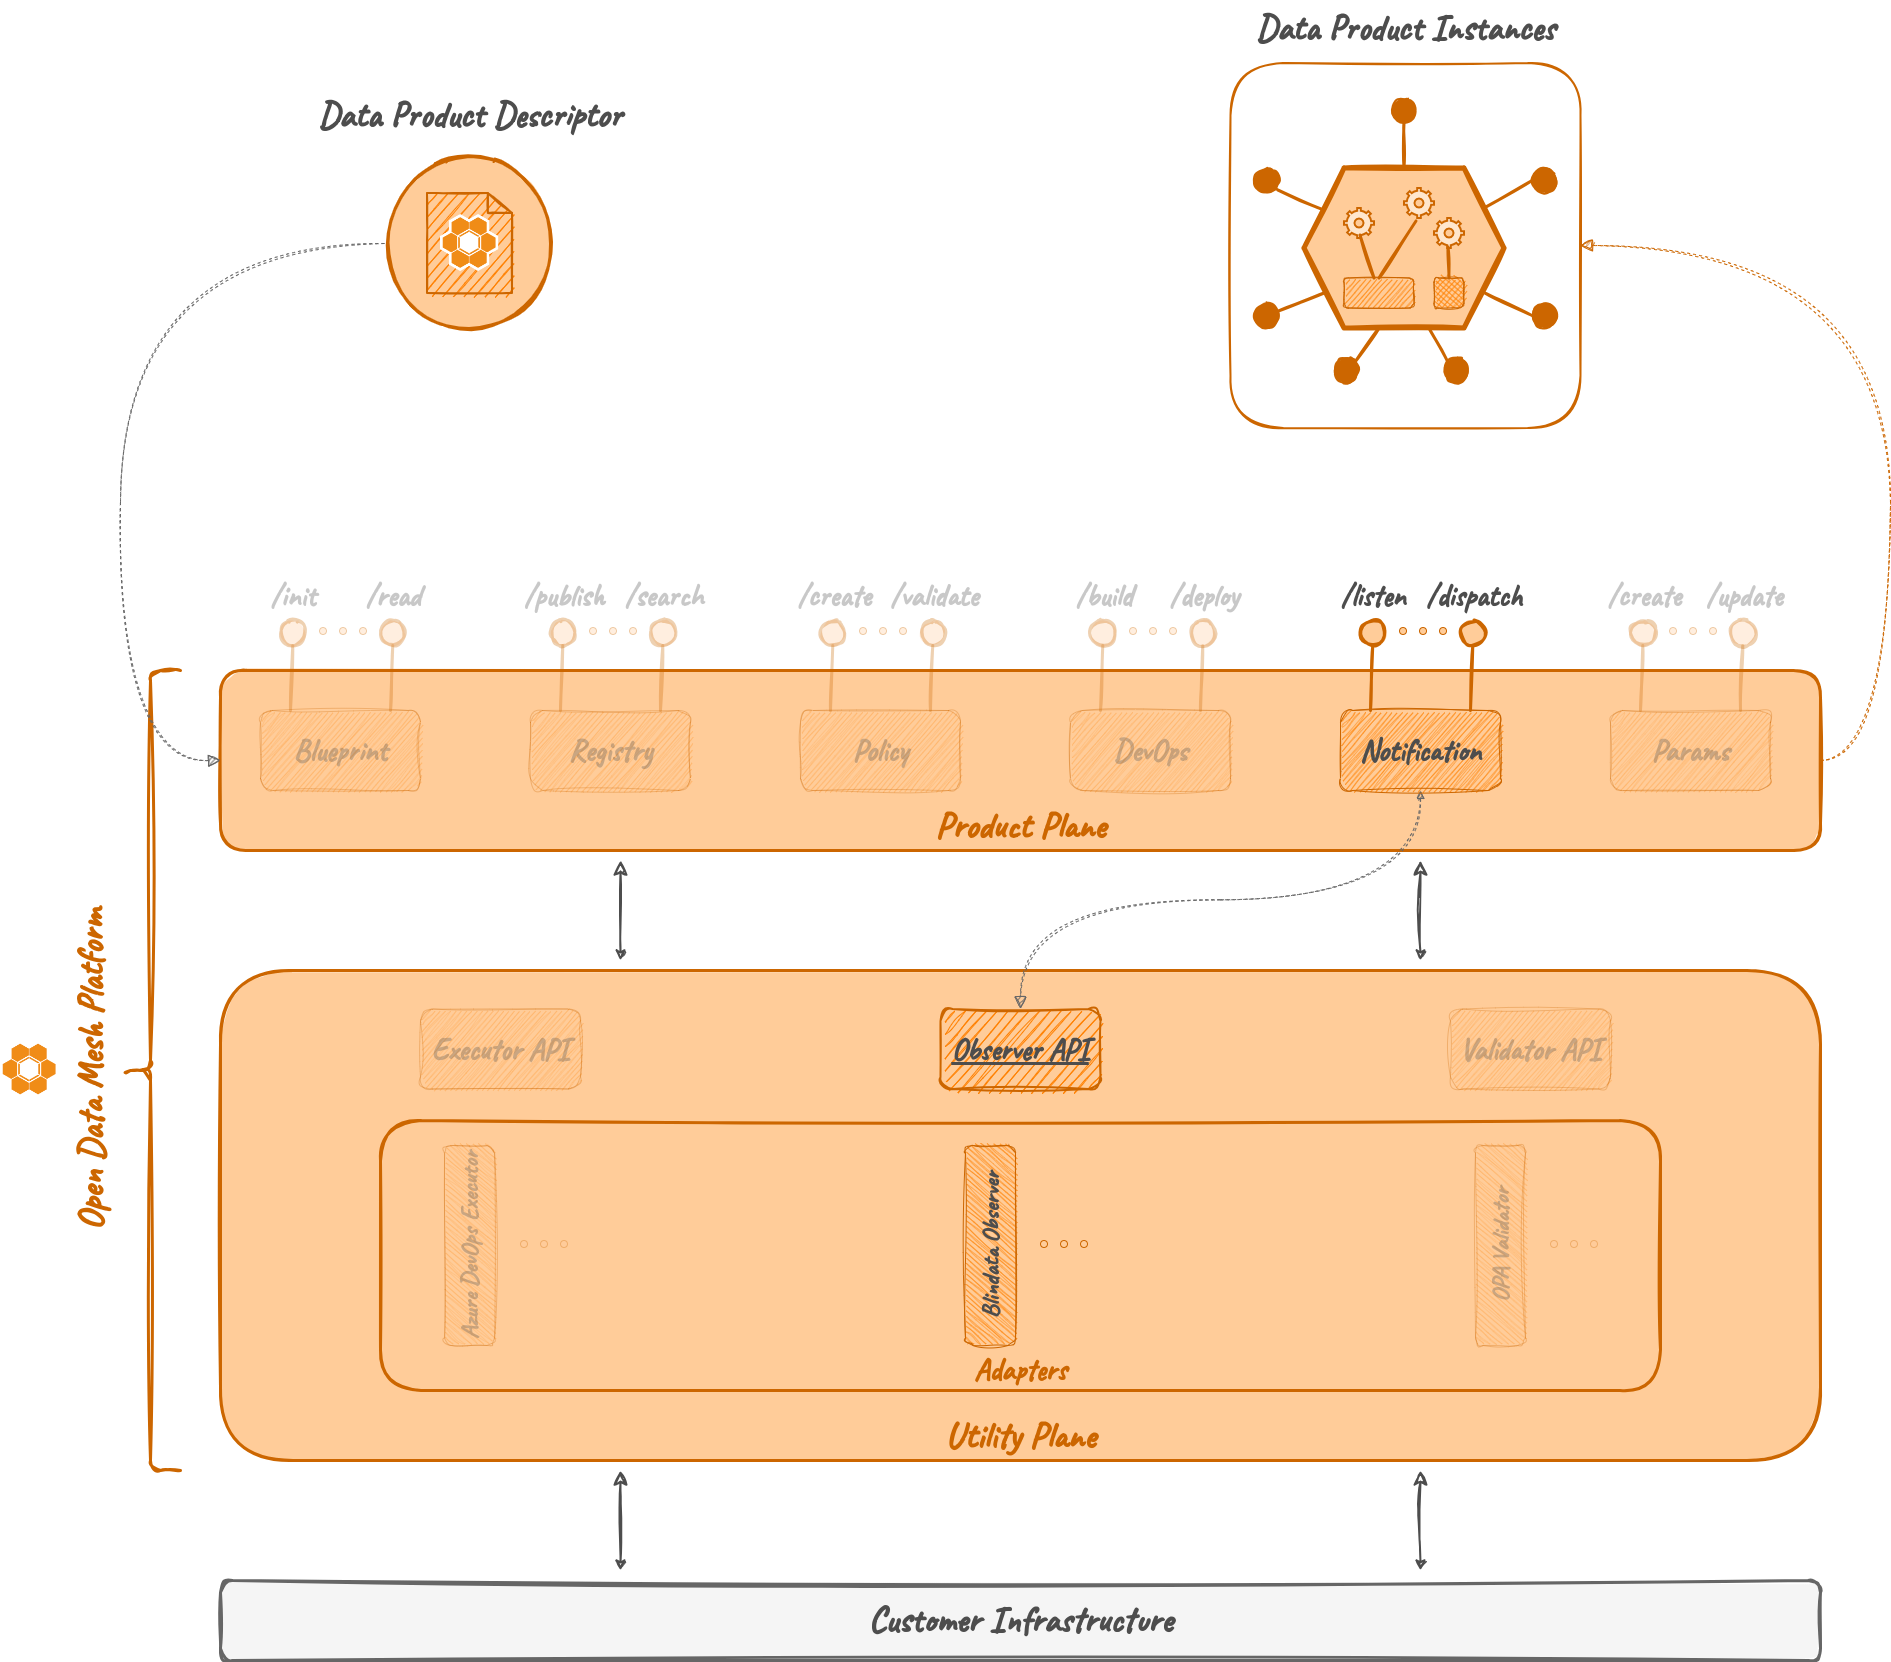 Data Product Instances
Data Product Descriptor
/init /read
/publish /search
/create /validate
/build /deploy
/listen /dispatch
/create /update
Blueprint
Registry
Policy
DevOps
Notification
Params
Product Plane
Open Data Mesh Platform
Executor API
Observer API
Validator API
Azure DevOps Executor
Blindata Observer
OPA Validator
Adapters
Utility Plane
Customer Infrastructure